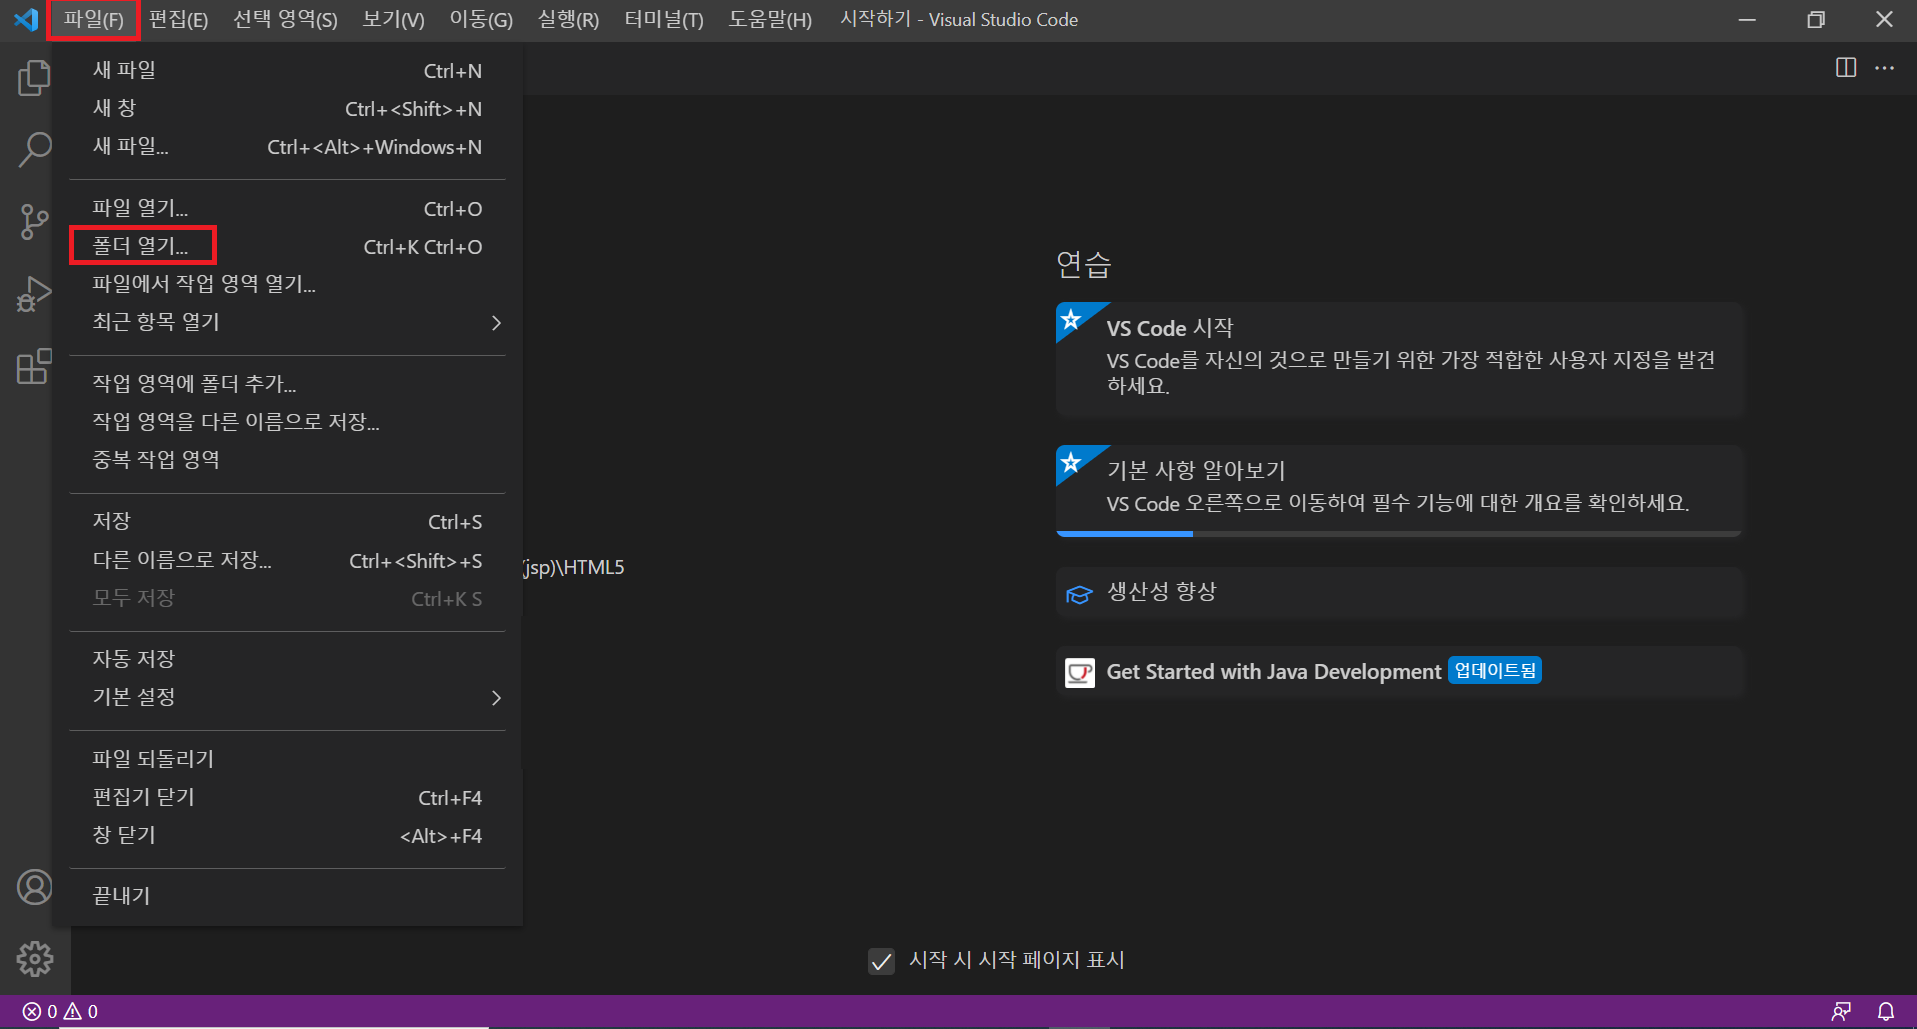 파일(F) 편집(E) 선택 영역(S) 보기(V) 이동(G) 실행(R) 터미널(T) 도움말(H) 시작하기 - Visual Studio Code
새 파일 Ctrl+N
새 창 Ctrl+<Shift>+N
새 파일... Ctrl+<Alt>+Windows+N
파일 열기... Ctrl+O
폴더 열기... Ctrl+K Ctrl+O
파일에서 작업 영역 열기...
최근 항목 열기
작업 영역에 폴더 추가...
작업 영역을 다른 이름으로 저장...
중복 작업 영역
저장 Ctrl+S
다른 이름으로 저장... Ctrl+<Shift>+S
모두 저장 Ctrl+K S
자동 저장
기본 설정
파일 되돌리기
편집기 닫기 Ctrl+F4
창 닫기 <Alt>+F4
끝내기
(jsp)\HTML5
연습
VS Code 시작
VS Code를 자신의 것으로 만들기 위한 가장 적합한 사용자 지정을 발견
하세요.
기본 사항 알아보기
VS Code 오른쪽으로 이동하여 필수 기능에 대한 개요를 확인하세요.
생산성 향상
Get Started with Java Development 업데이트됨
시작 시 시작 페이지 표시
0 0